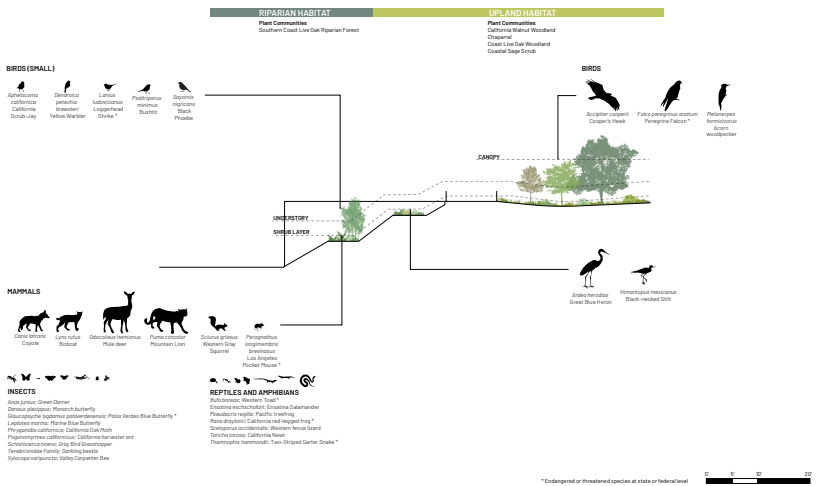 RIPARIAN HABITAT
UPLAND HABITAT
Plant Communities
Southern Coast Live Oak Riparian Forest
Plant Communities
California Walnut Woodland
Chaparral
Coast Live Oak Woodland
Coastal Sage Scrub
BIRDS (SMALL)
Aphelocoma
californica
California
Scrub-Jay
Dendroica
petechia
brewsteri
Yellow Warbler
Lanius
ludovicianus
Loggerhead
Shrike *
Psaltriparus
minimus
Bushtit
Sayornis
nigricans
Black
Phoebe
BIRDS
Accipiter cooperii
Cooper's Hawk
Falco peregrinus anatum
Peregrine Falcon *
Melanerpes
formicivorus
Acorn
woodpecker
CANOPY
UNDERSTORY
SHRUB LAYER
Ardea herodias
Great Blue Heron
Himantopus mexicanus
Black-necked Stilt
MAMMALS
Canis latrans
Coyote
Lynx rufus
Bobcat
Odocoileus hemionus
Mule deer
Puma concolor
Mountain Lion
Sciurus griseus
Western Gray
Squirrel
Perognathus
longimembris
brevinasus
Los Angeles
Pocket Mouse *
INSECTS
Anax junius; Green Darner
Danaus plexippus; Monarch butterfly
Glaucopsyche lygdamus palosverdesensis; Palos Verdes Blue Butterfly *
Leptotes marina; Marine Blue Butterfly
Phryganidia californica; California Oak Moth
Pogonomyrmex californicus; California harvester ant
Schistocerca nitens; Gray Bird Grasshopper
Tenebrionidae Family; Darkling beetle
Xylocopa varipuncta; Valley Carpenter Bee
REPTILES AND AMPHIBIANS
Bufo boreas; Western Toad *
Ensatina eschscholtzii; Ensatina Salamander
Pseudacris regilla; Pacific treefrog
Rana draytonii; California red-legged frog *
Sceloporus occidentalis; Western fence lizard
Taricha torosa; California Newt
Thamnophis hammondii; Two-Striped Garter Snake *
* Endangered or threatened species at state or federal level
0' 5' 10' 20'